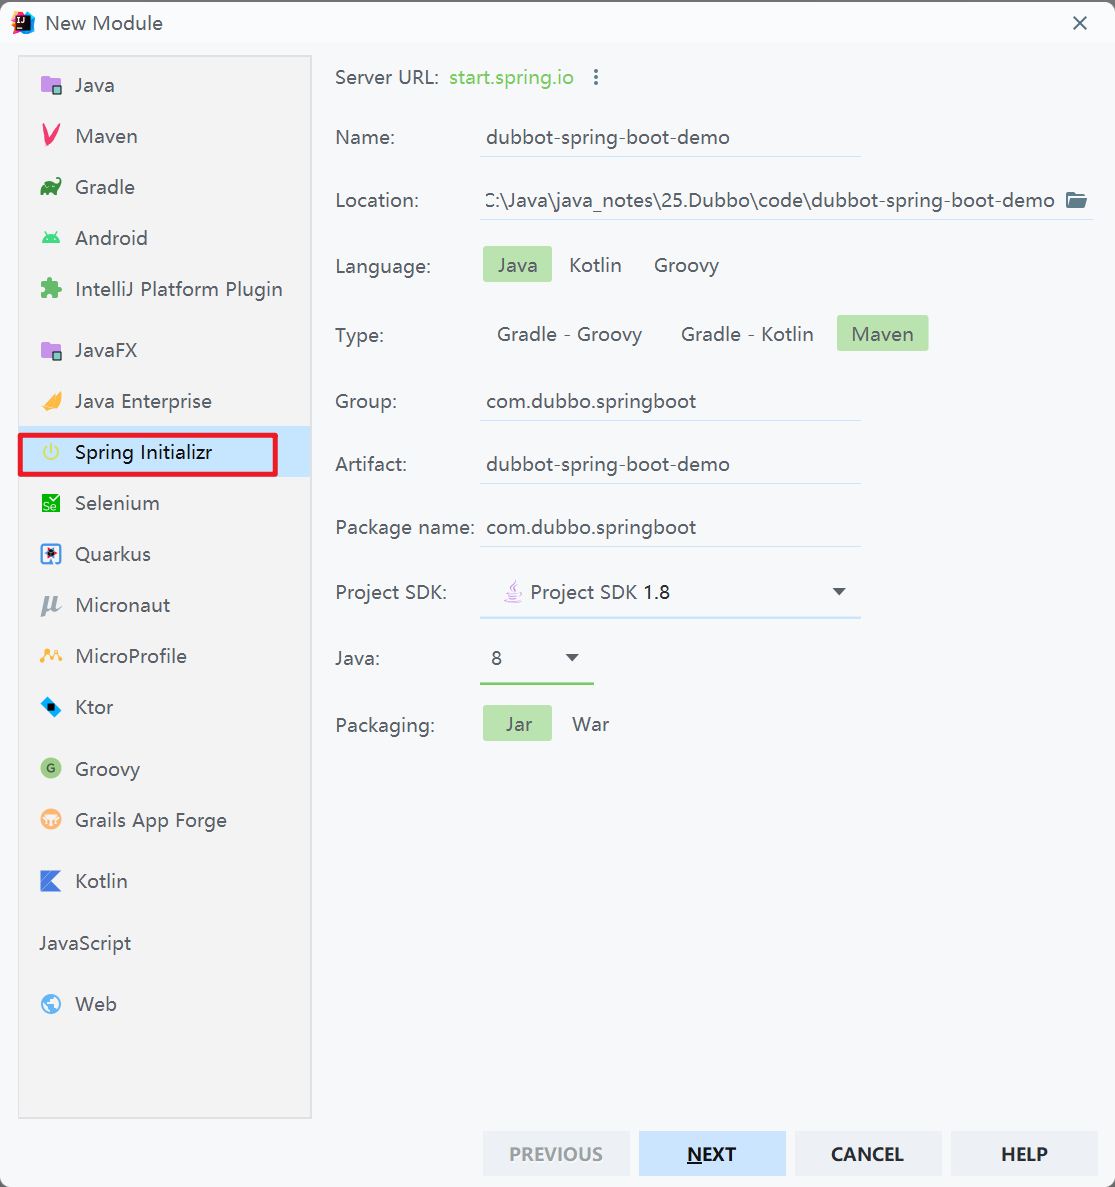 New Module
Java
Maven
Gradle
Android
IntelliJ Platform Plugin
JavaFX
Java Enterprise
Spring Initializr
Selenium
Quarkus
Micronaut
MicroProfile
Ktor
Groovy
Grails App Forge
Kotlin
JavaScript
Web
Server URL: start.spring.io
Name: dubbot-spring-boot-demo
Location: C:\Java\java_notes\25.Dubbo\code\dubbot-spring-boot-demo
Language: Java Kotlin Groovy
Type: Gradle - Groovy Gradle - Kotlin Maven
Group: com.dubbo.springboot
Artifact: dubbot-spring-boot-demo
Package name: com.dubbo.springboot
Project SDK: Project SDK 1.8
Java: 8
Packaging: Jar War
PREVIOUS NEXT CANCEL HELP